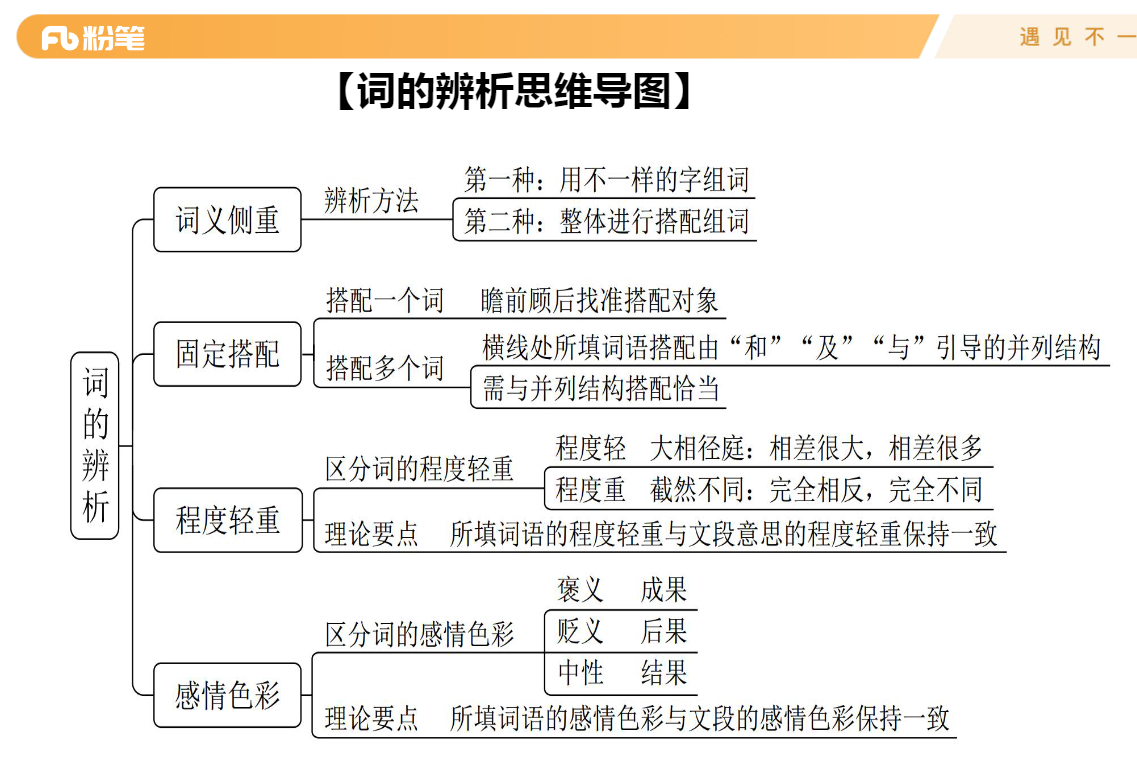 粉笔
遇见不一
【词的辨析思维导图】
词的辨析
词义侧重
辨析方法
第一种：用不一样的字组词
第二种：整体进行搭配组词
固定搭配
搭配一个词 瞻前顾后找准搭配对象
搭配多个词
横线处所填词语搭配由“和”“及”“与”引导的并列结构
需与并列结构搭配恰当
程度轻重
区分词的程度轻重
程度轻 大相径庭：相差很大，相差很多
程度重 截然不同：完全相反，完全不同
理论要点 所填词语的程度轻重与文段意思的程度轻重保持一致
感情色彩
区分词的感情色彩
褒义 成果
贬义 后果
中性 结果
理论要点 所填词语的感情色彩与文段的感情色彩保持一致